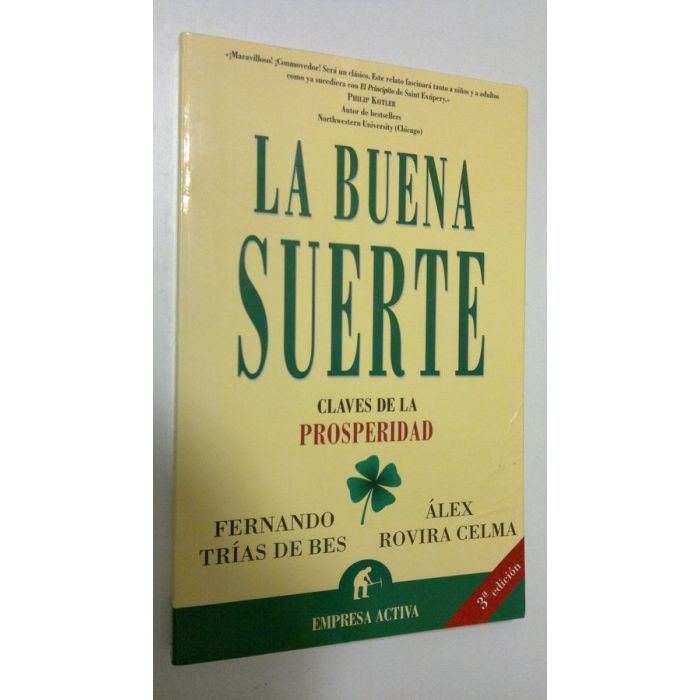 «¡Maravilloso! ¡Conmovedor! Será un clásico. Este relato fascinará tanto a niños y a adultos
como ya sucediera con El Principito de Saint Exúpery.»
PHILIP KOTLER
Autor de bestsellers
Northwestern University (Chicago)
LA BUENA
SUERTE
CLAVES DE LA
PROSPERIDAD
FERNANDO
TRÍAS DE BES
ÁLEX
ROVIRA CELMA
3ª edición
EMPRESA ACTIVA